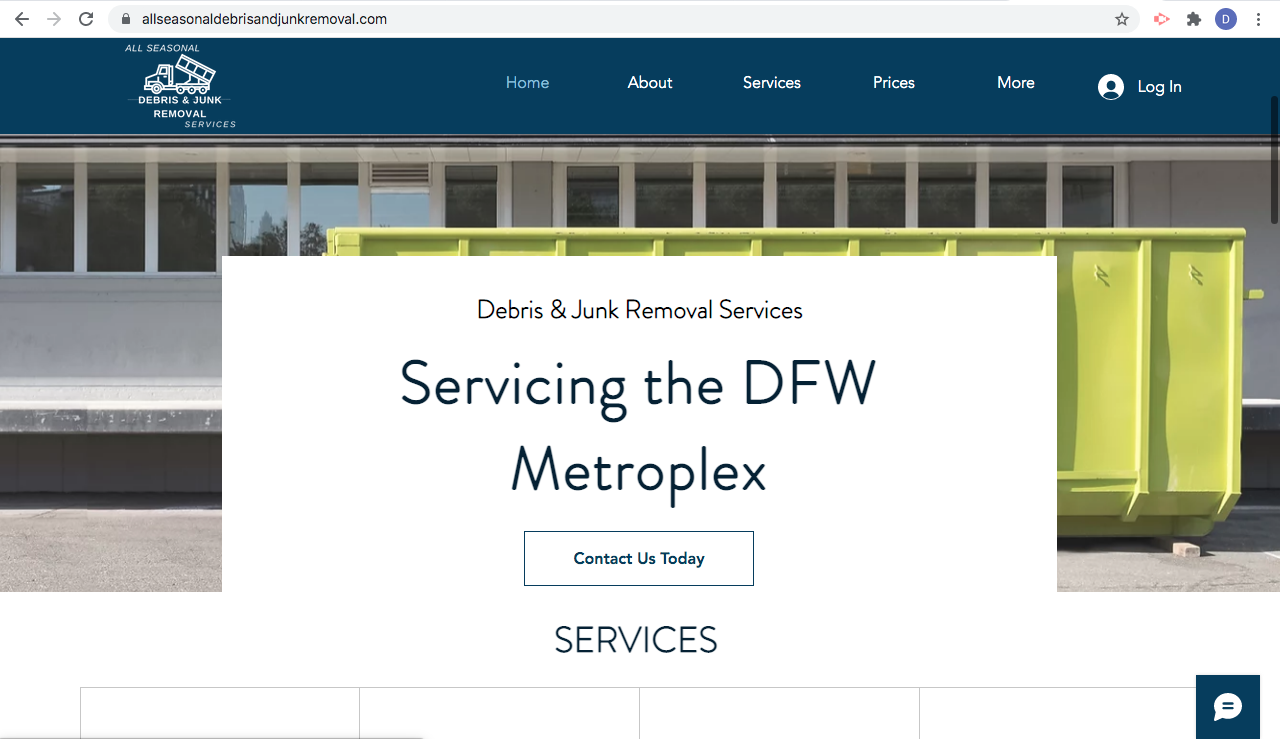 allseasonaldebrisandjunkremoval.com
D
ALL SEASONAL
DEBRIS & JUNK
REMOVAL
SERVICES
Home
About
Services
Prices
More
Log In
Debris & Junk Removal Services
Servicing the DFW
Metroplex
Contact Us Today
SERVICES